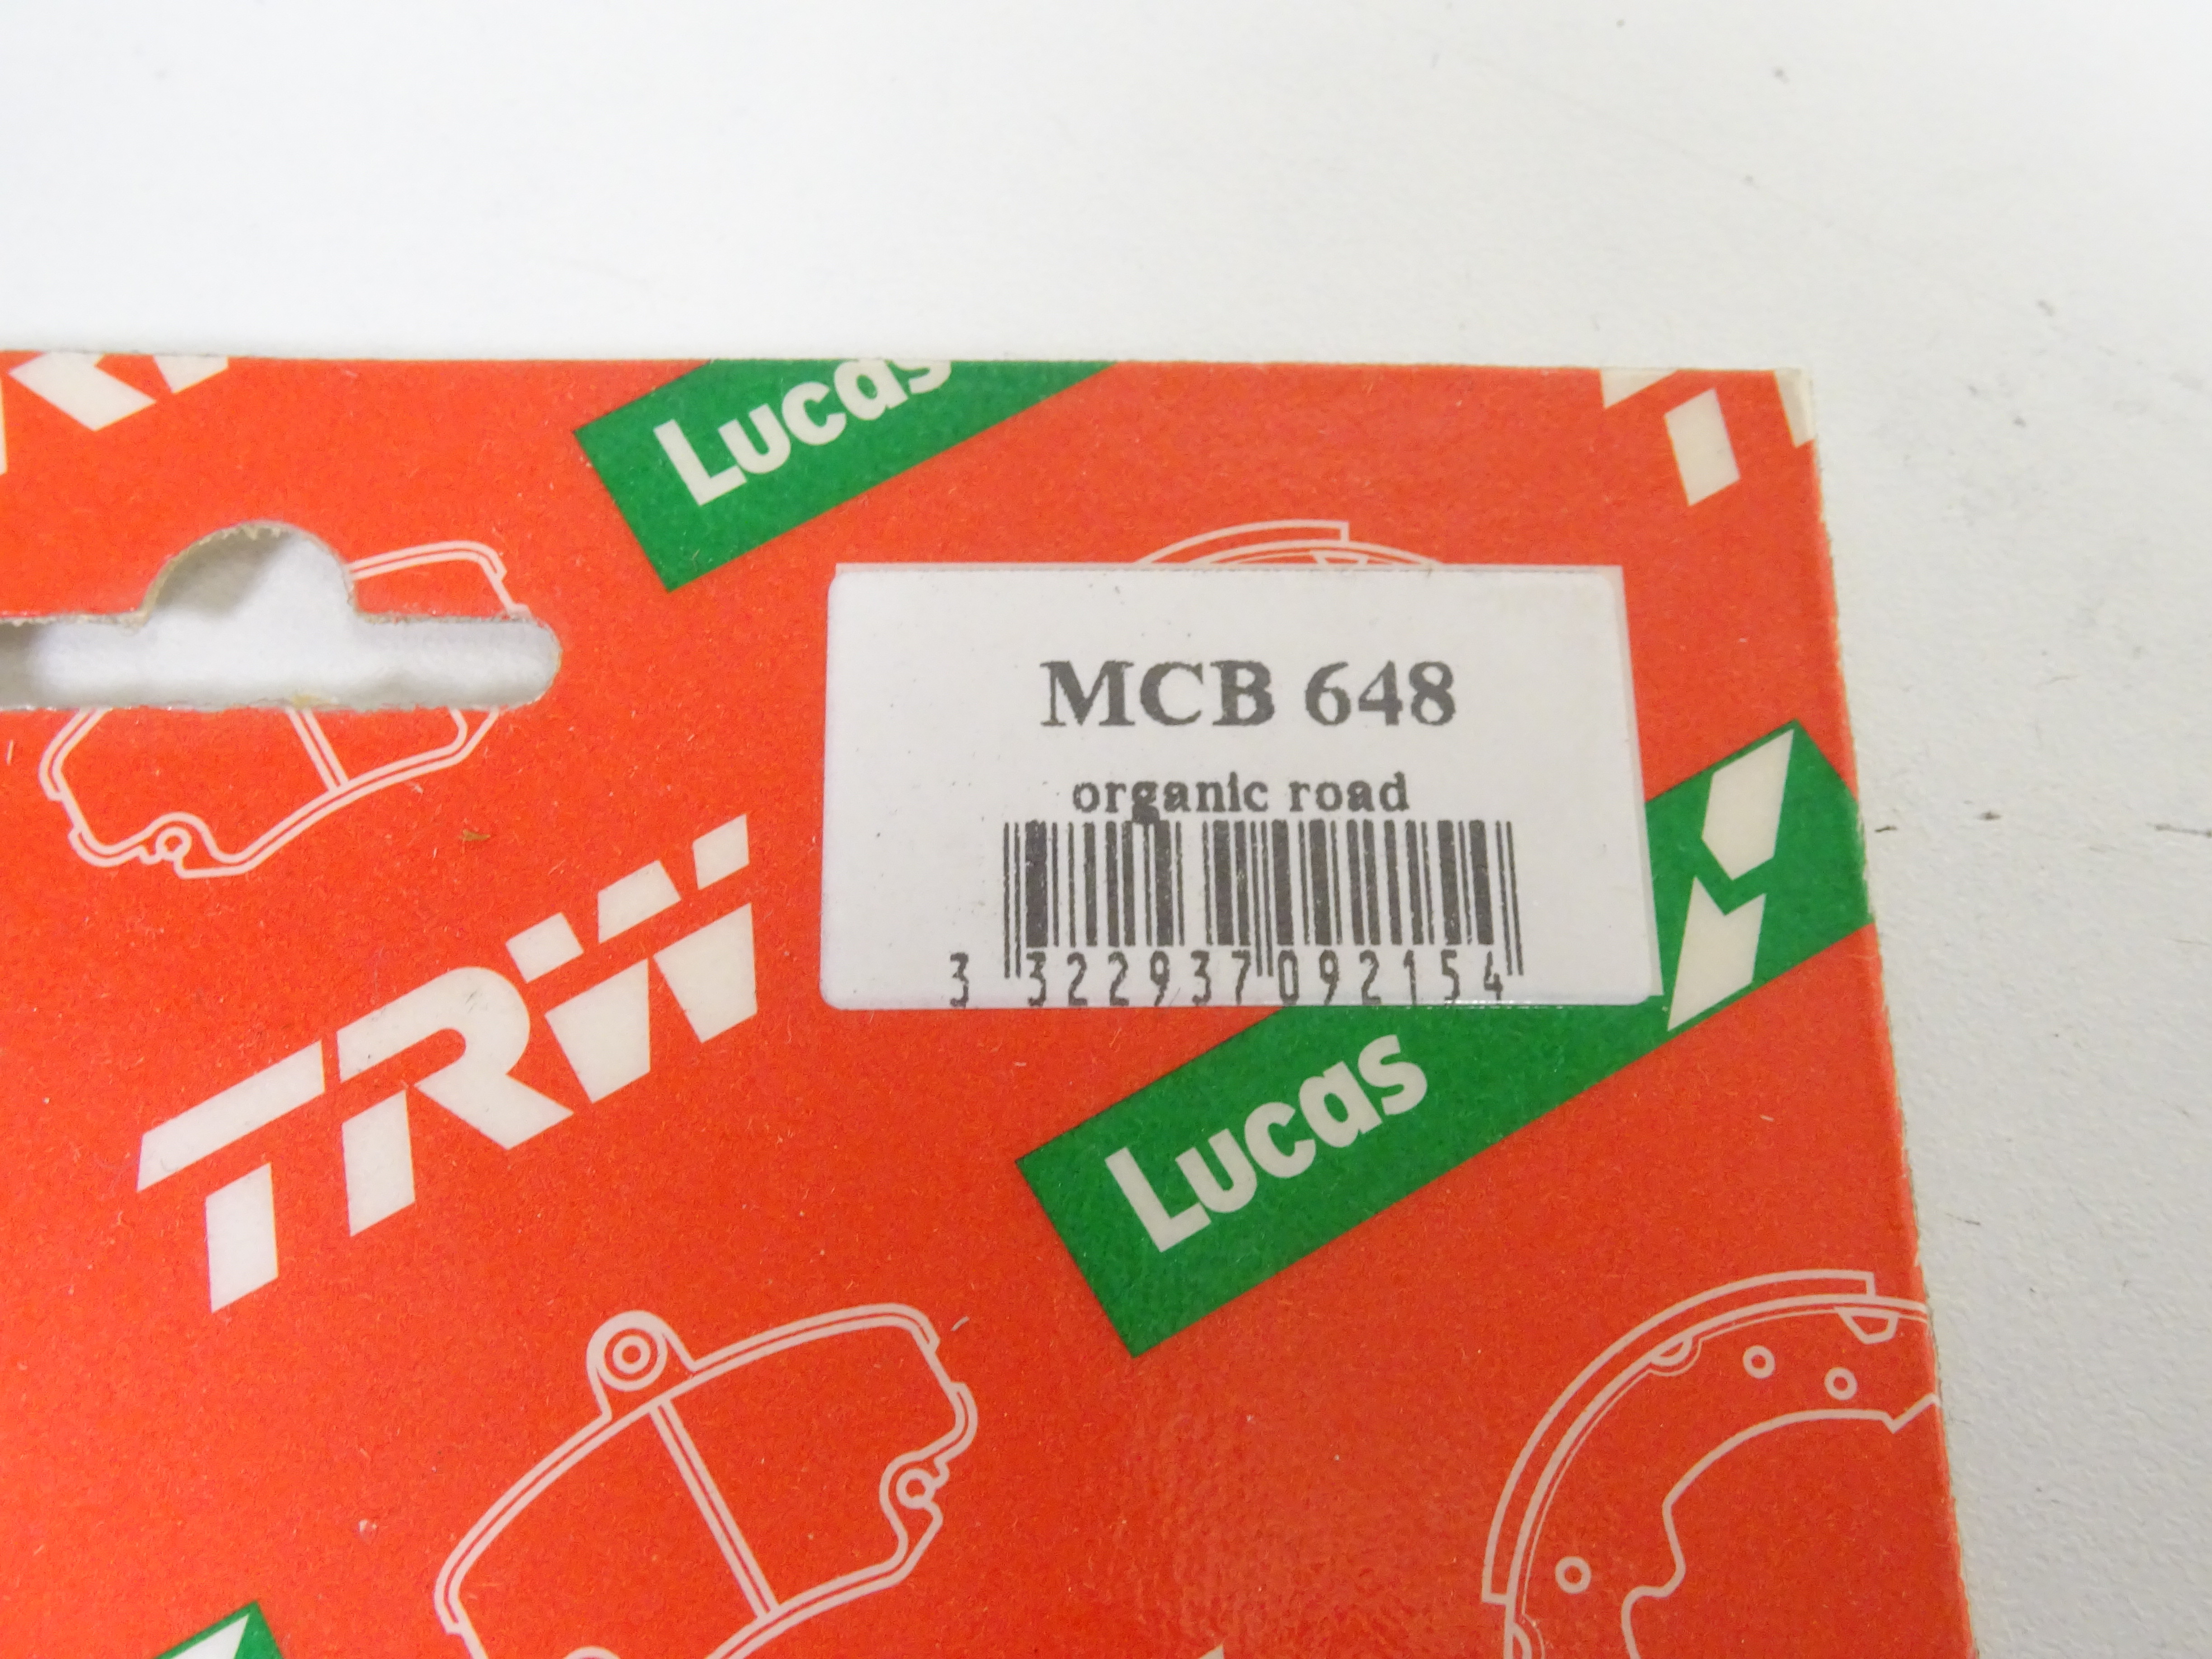 Lucas
MCB 648
organic road
3 322937 092154
TRW
Lucas